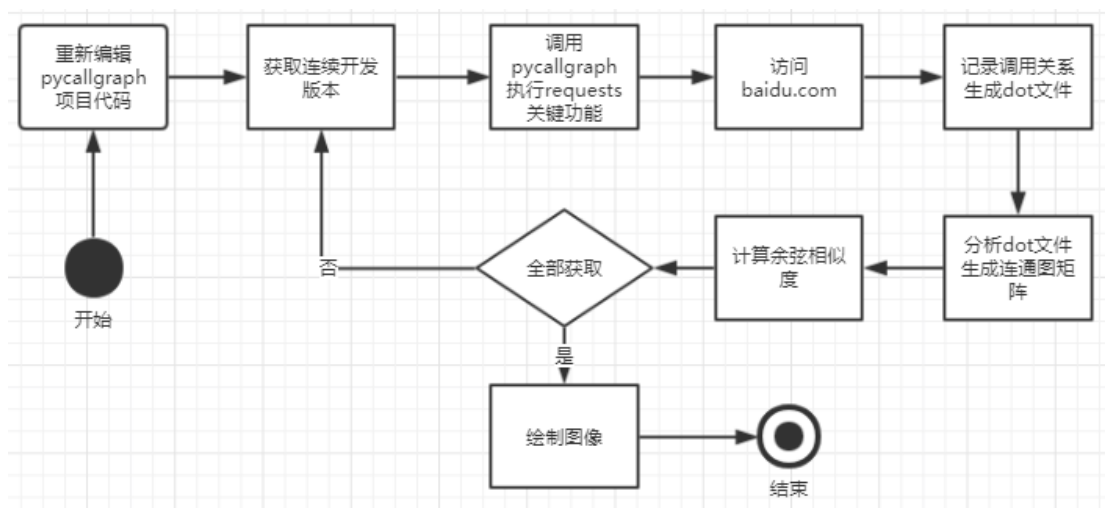 重新编辑
pycallgraph
项目代码
获取连续开发
版本
调用
pycallgraph
执行requests
关键功能
访问
baidu.com
记录调用关系
生成dot文件
分析dot文件
生成连通图矩
阵
计算余弦相似
度
全部获取
否
开始
是
绘制图像
结束